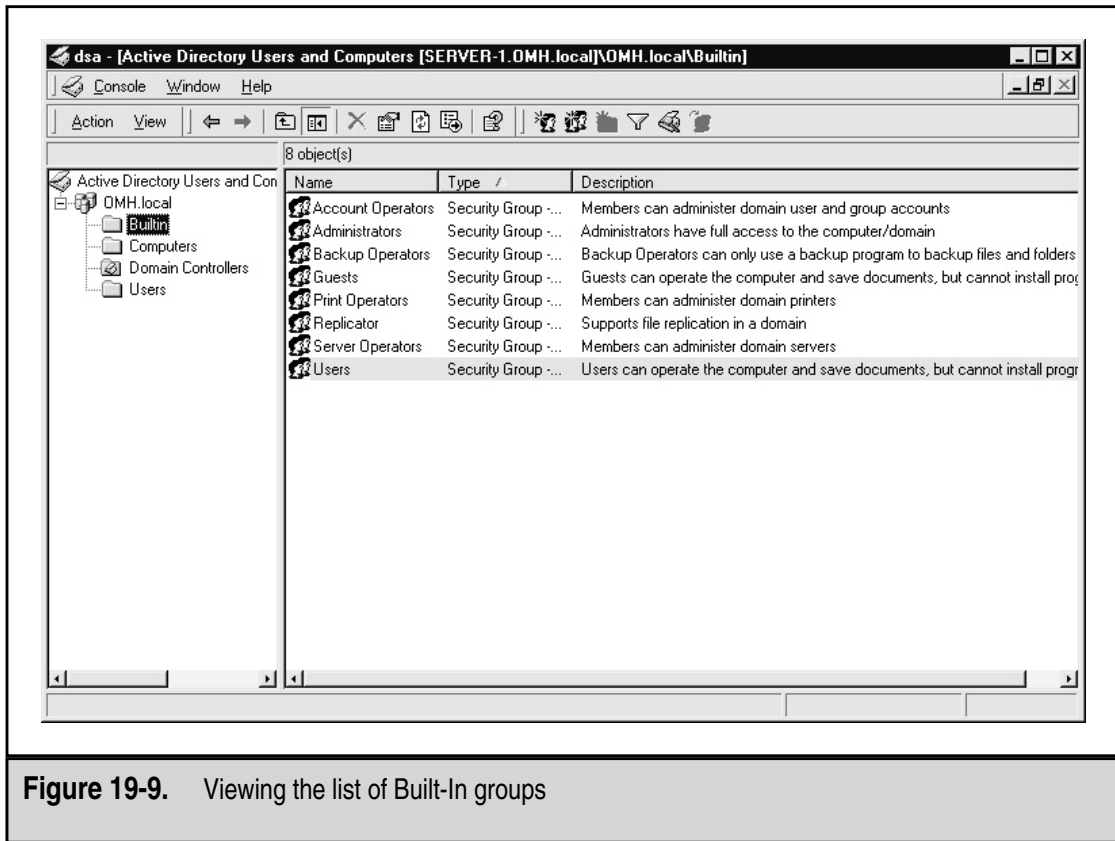 dsa - [Active Directory Users and Computers [SERVER-1.OMH.local]\OMH.local\Builtin]
Console Window Help
Action View
8 object(s)
Active Directory Users and Con
OMH.local
Builtin
Computers
Domain Controllers
Users
Name Type Description
Account Operators Security Group -... Members can administer domain user and group accounts
Administrators Security Group -... Administrators have full access to the computer/domain
Backup Operators Security Group -... Backup Operators can only use a backup program to backup files and folders
Guests Security Group -... Guests can operate the computer and save documents, but cannot install prog
Print Operators Security Group -... Members can administer domain printers
Replicator Security Group -... Supports file replication in a domain
Server Operators Security Group -... Members can administer domain servers
Users Security Group -... Users can operate the computer and save documents, but cannot install progr
Figure 19-9. Viewing the list of Built-In groups